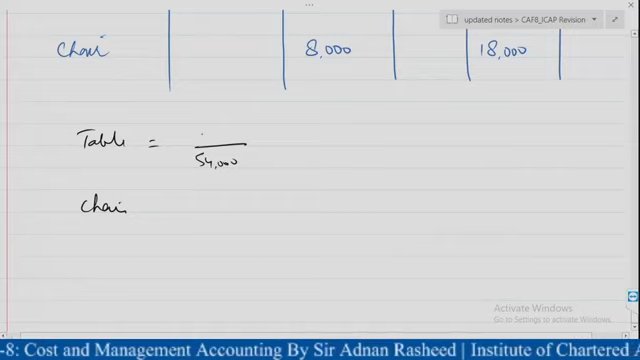 updated notes > CAF8_ICAP Revision
Chair 8,000 18,000
Table =
54,000
Chair
Activate Windows
Go to Settings to activate Windows.
-8: Cost and Management Accounting By Sir Adnan Rasheed | Institute of Chartered